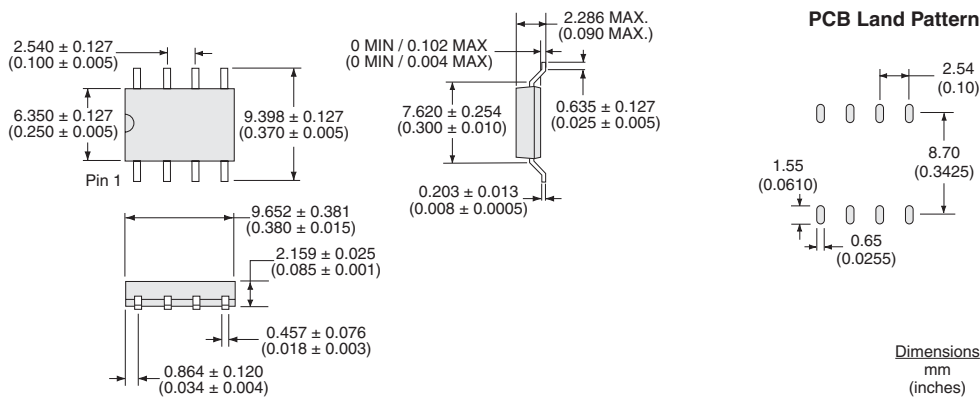 2.540 ± 0.127
(0.100 ± 0.005)
6.350 ± 0.127
(0.250 ± 0.005)
9.398 ± 0.127
(0.370 ± 0.005)
Pin 1
2.286 MAX.
(0.090 MAX.)
0 MIN / 0.102 MAX
(0 MIN / 0.004 MAX)
7.620 ± 0.254
(0.300 ± 0.010)
0.635 ± 0.127
(0.025 ± 0.005)
0.203 ± 0.013
(0.008 ± 0.0005)
9.652 ± 0.381
(0.380 ± 0.015)
2.159 ± 0.025
(0.085 ± 0.001)
0.457 ± 0.076
(0.018 ± 0.003)
0.864 ± 0.120
(0.034 ± 0.004)
PCB Land Pattern
2.54
(0.10)
8.70
(0.3425)
1.55
(0.0610)
0.65
(0.0255)
Dimensions
mm
(inches)